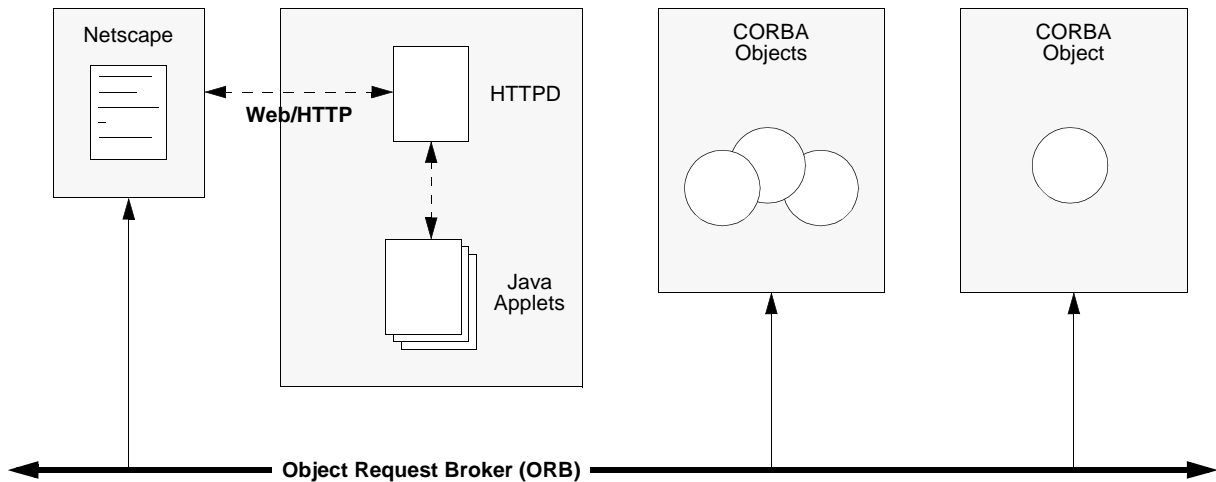 Netscape
Web/HTTP
HTTPD
Java
Applets
CORBA
Objects
CORBA
Object
Object Request Broker (ORB)